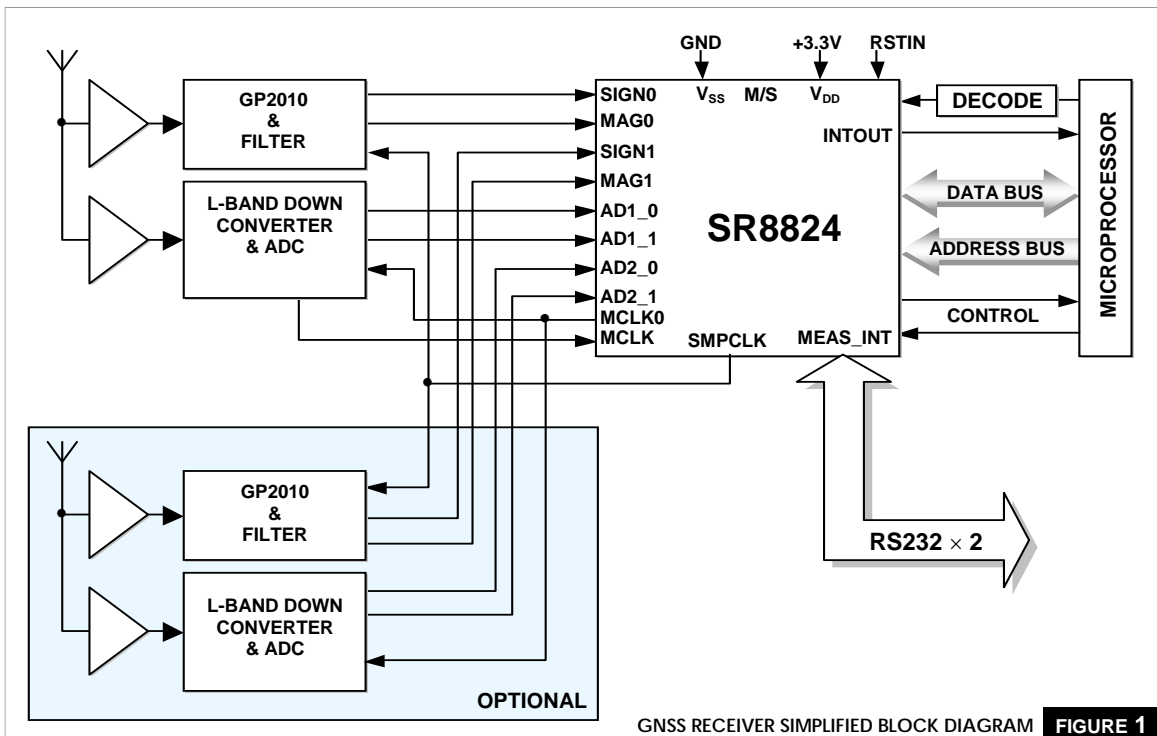 GND
+3.3V
RSTIN
GP2010
&
FILTER
L-BAND DOWN
CONVERTER
& ADC
SIGN0
MAG0
SIGN1
MAG1
AD1_0
AD1_1
AD2_0
AD2_1
MCLK0
MCLK
VSS
M/S
VDD
INTOUT
SR8824
SMPCLK
MEAS_INT
DECODE
DATA BUS
ADDRESS BUS
CONTROL
MICROPROCESSOR
GP2010
&
FILTER
L-BAND DOWN
CONVERTER
& ADC
OPTIONAL
RS232 × 2
GNSS RECEIVER SIMPLIFIED BLOCK DIAGRAM FIGURE 1